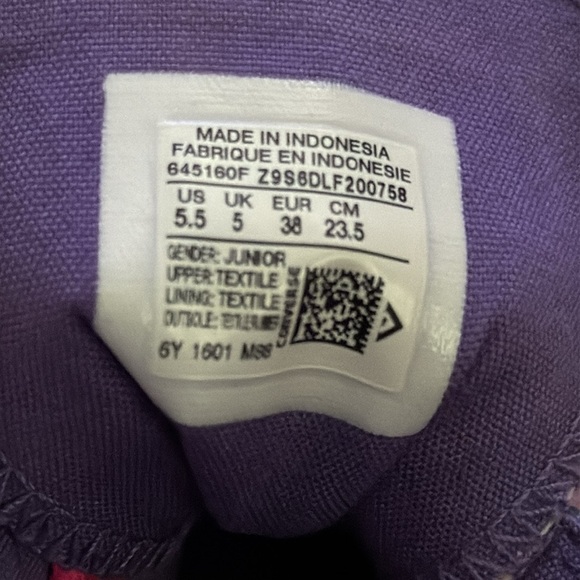 MADE IN INDONESIA
FABRIQUE EN INDONESIE
645160F Z9S6DLF200758
US UK EUR CM
5.5 5 38 23.5
GENDER: JUNIOR
UPPER: TEXTILE
LINING: TEXTILE
OUTSOLE:
CONVERSE
6Y 1601